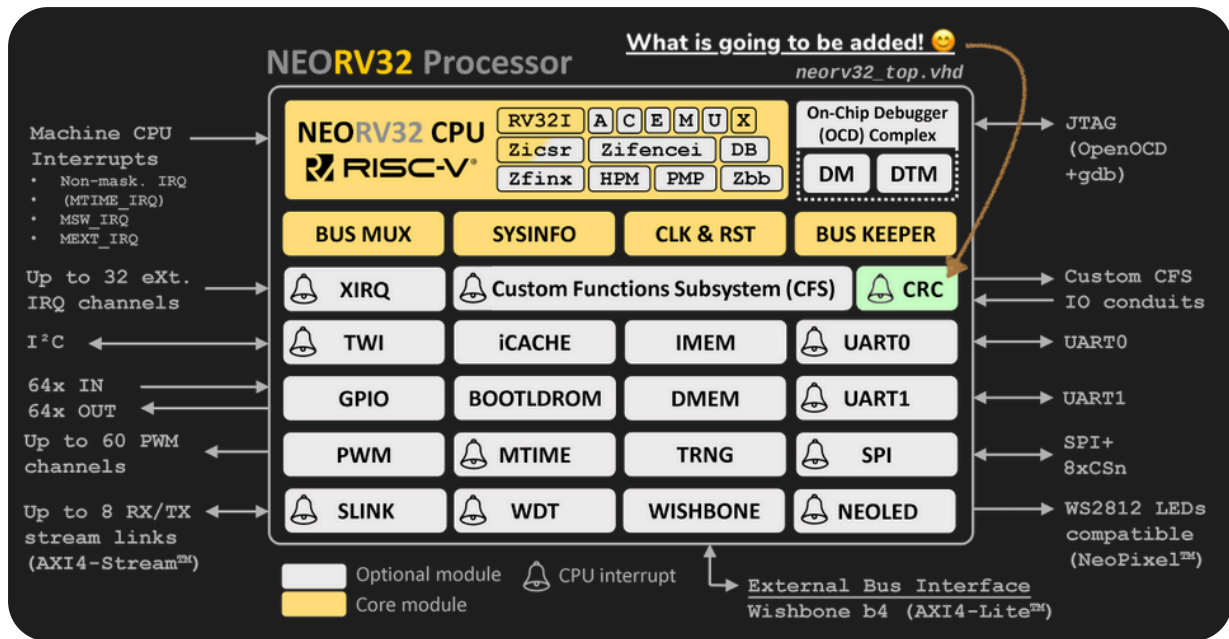 What is going to be added! 😊
NEORV32 Processor
neorv32_top.vhd
Machine CPU
Interrupts
• Non-mask. IRQ
• (MTIME_IRQ)
• MSW_IRQ
• MEXT_IRQ
NEORV32 CPU
RISC-V®
RV32I A C E M U X
Zicsr Zifencei DB
Zfinx HPM PMP Zbb
On-Chip Debugger
(OCD) Complex
DM DTM
JTAG
(OpenOCD
+gdb)
BUS MUX SYSINFO CLK & RST BUS KEEPER
Up to 32 eXt.
IRQ channels
XIRQ Custom Functions Subsystem (CFS) CRC
Custom CFS
IO conduits
I²C
TWI iCACHE IMEM UART0
UART0
64x IN
64x OUT
GPIO BOOTLDROM DMEM UART1
UART1
Up to 60 PWM
channels
PWM MTIME TRNG SPI
SPI+
8xCSn
Up to 8 RX/TX
stream links
(AXI4-Stream™)
SLINK WDT WISHBONE NEOLED
WS2812 LEDs
compatible
(NeoPixel™)
Optional module CPU interrupt
Core module
External Bus Interface
Wishbone b4 (AXI4-Lite™)